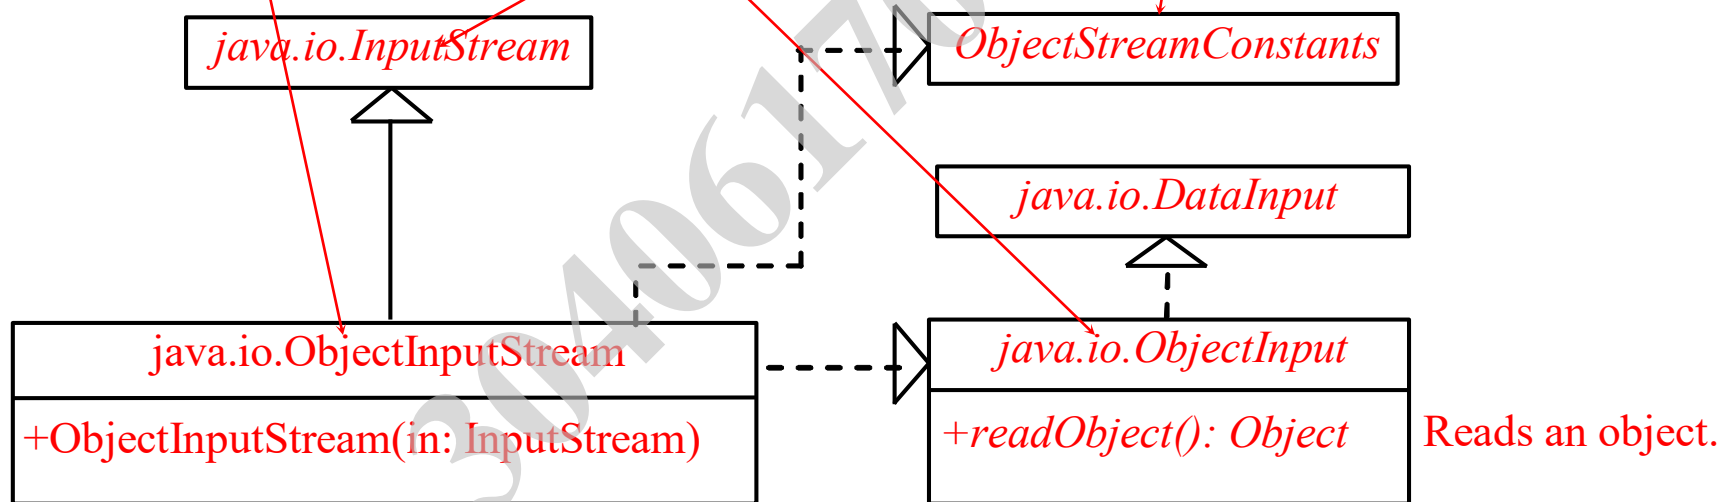 java.io.InputStream
ObjectStreamConstants
java.io.DataInput
java.io.ObjectInputStream
java.io.ObjectInput
+ObjectInputStream(in: InputStream)
+readObject(): Object
Reads an object.